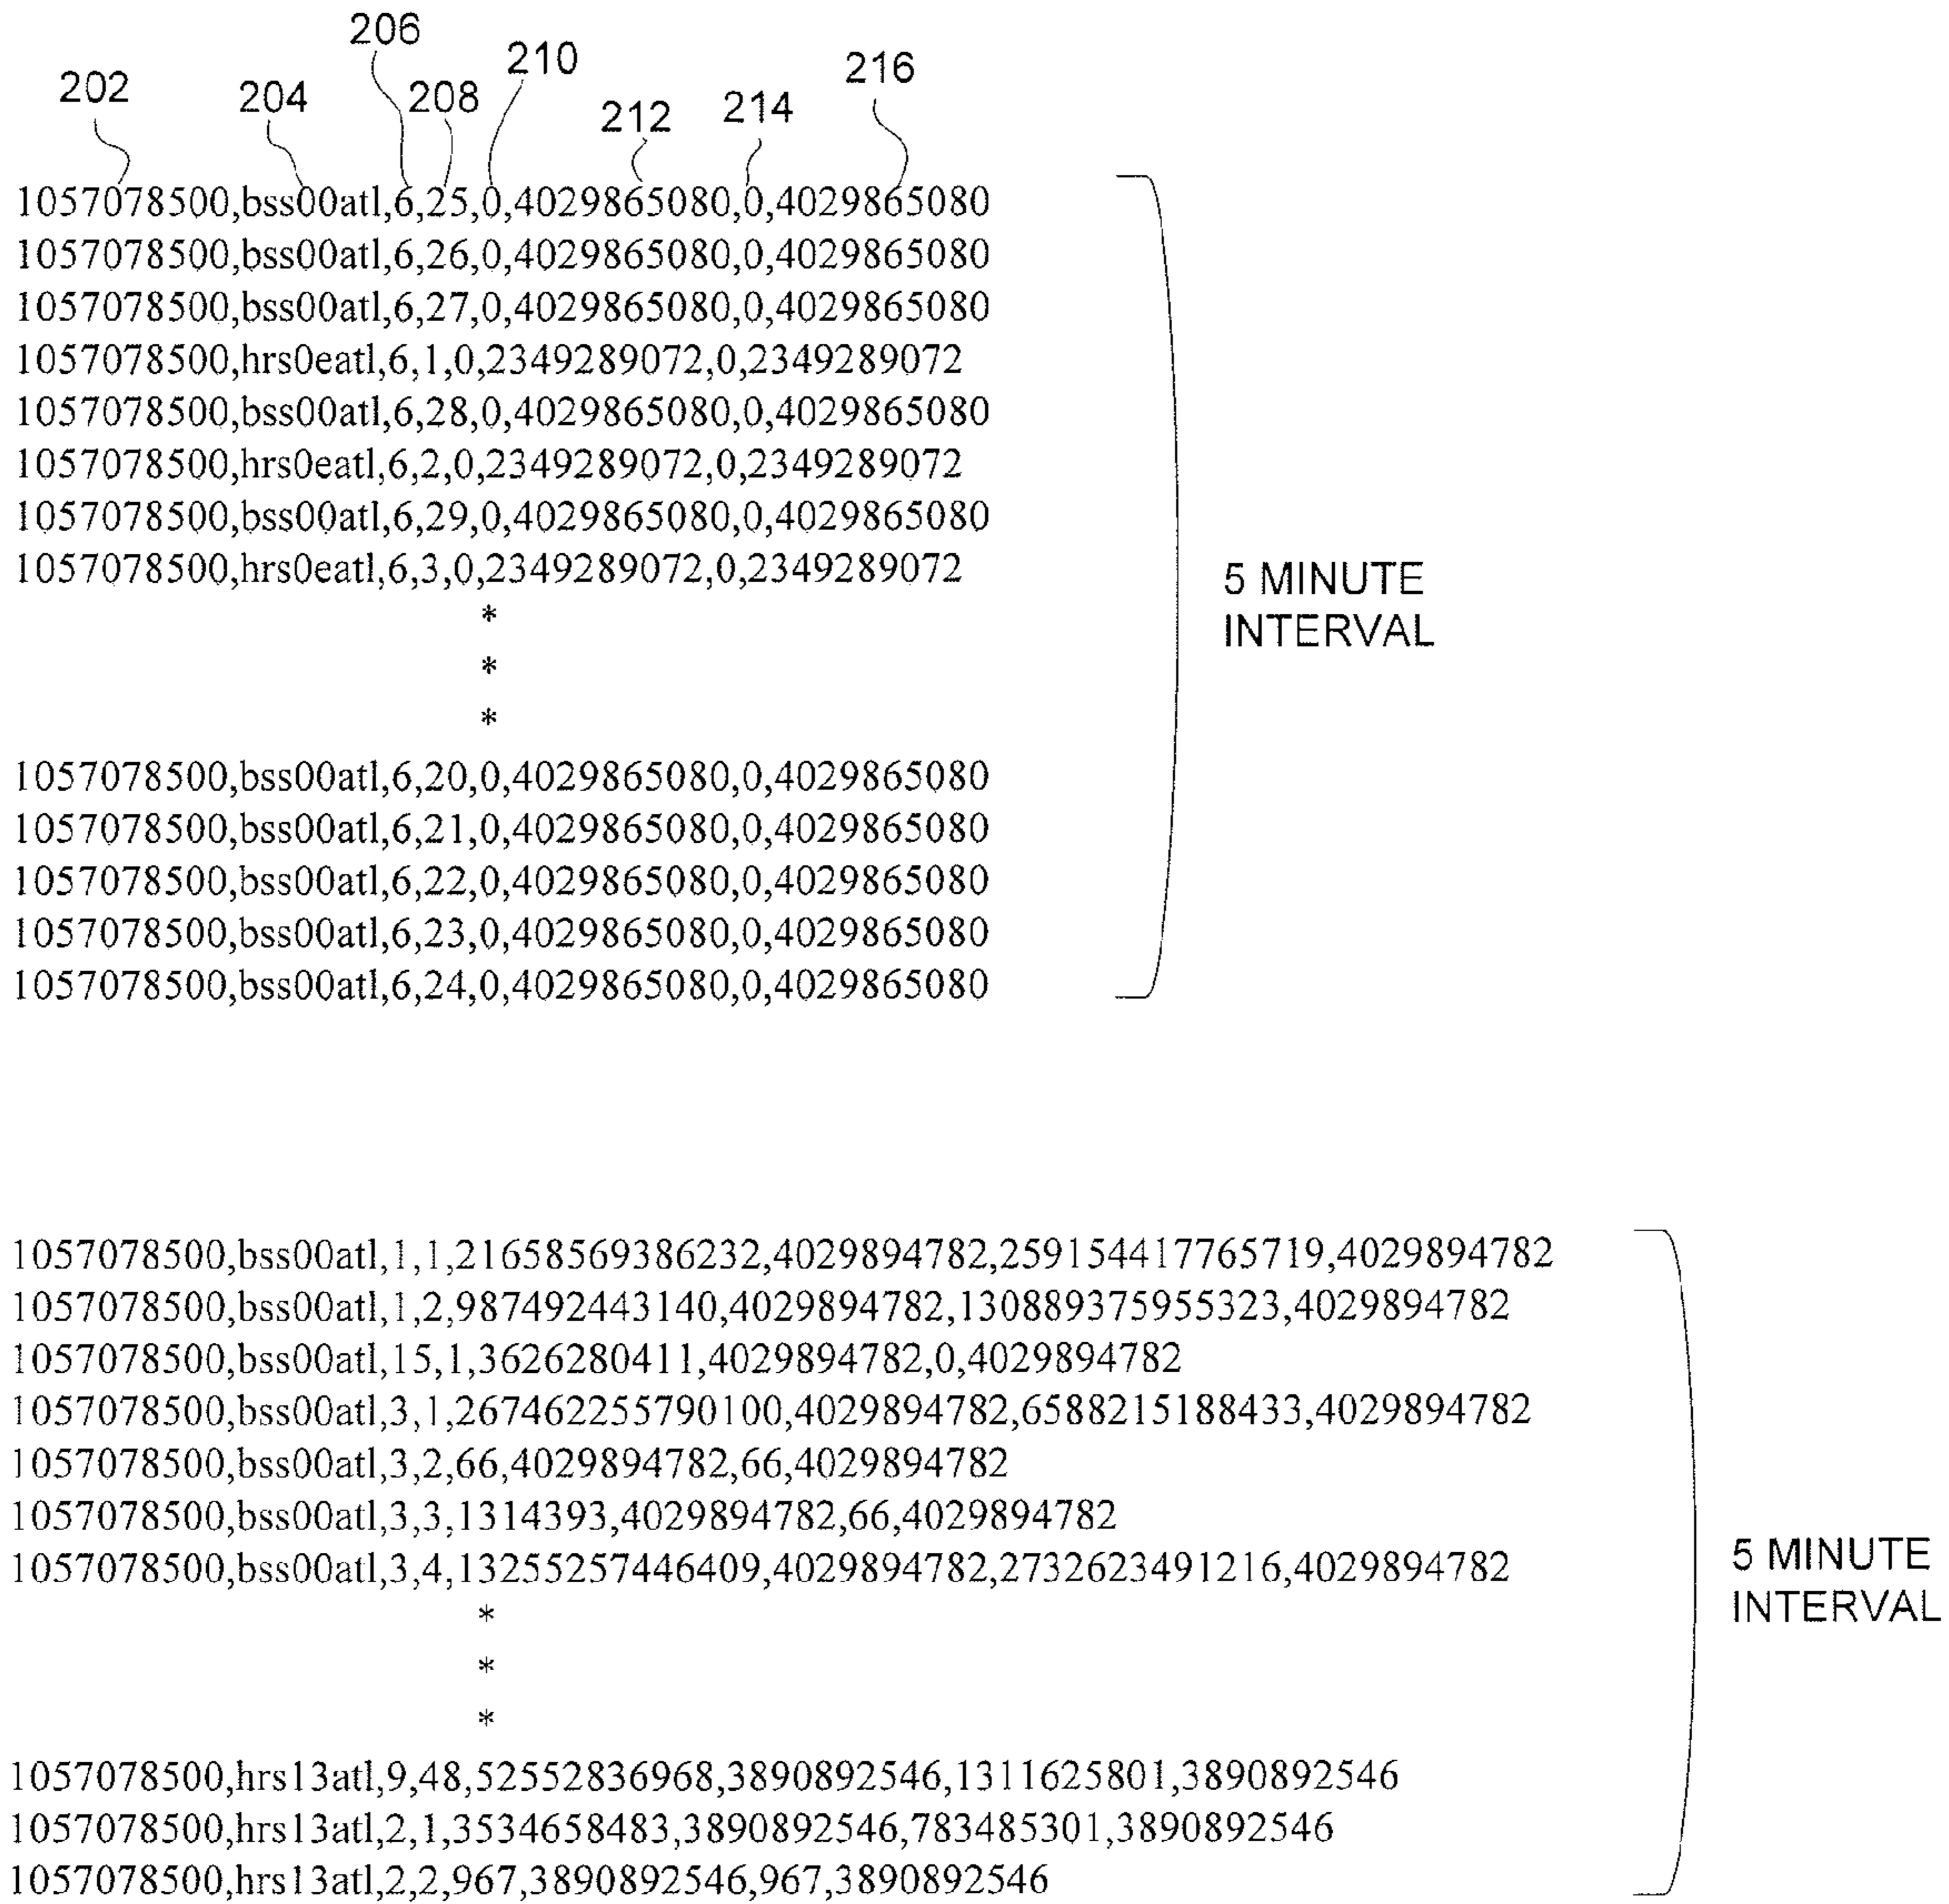 206
210
216
202
204
208
212
214
1057078500,bss00atl,6,25,0,4029865080,0,4029865080
1057078500,bss00atl,6,26,0,4029865080,0,4029865080
1057078500,bss00atl,6,27,0,4029865080,0,4029865080
1057078500,hrs0eatl,6,1,0,2349289072,0,2349289072
1057078500,bss00atl,6,28,0,4029865080,0,4029865080
1057078500,hrs0eatl,6,2,0,2349289072,0,2349289072
1057078500,bss00atl,6,29,0,4029865080,0,4029865080
1057078500,hrs0eatl,6,3,0,2349289072,0,2349289072
*
*
*
1057078500,bss00atl,6,20,0,4029865080,0,4029865080
1057078500,bss00atl,6,21,0,4029865080,0,4029865080
1057078500,bss00atl,6,22,0,4029865080,0,4029865080
1057078500,bss00atl,6,23,0,4029865080,0,4029865080
1057078500,bss00atl,6,24,0,4029865080,0,4029865080
5 MINUTE
INTERVAL
1057078500,bss00atl,1,1,21658569386232,4029894782,259154417765719,4029894782
1057078500,bss00atl,1,2,987492443140,4029894782,130889375955323,4029894782
1057078500,bss00atl,15,1,3626280411,4029894782,0,4029894782
1057078500,bss00atl,3,1,267462255790100,4029894782,6588215188433,4029894782
1057078500,bss00atl,3,2,66,4029894782,66,4029894782
1057078500,bss00atl,3,3,1314393,4029894782,66,4029894782
1057078500,bss00atl,3,4,13255257446409,4029894782,2732623491216,4029894782
*
*
*
1057078500,hrs13atl,9,48,52552836968,3890892546,1311625801,3890892546
1057078500,hrs13atl,2,1,3534658483,3890892546,783485301,3890892546
1057078500,hrs13atl,2,2,967,3890892546,967,3890892546
5 MINUTE
INTERVAL